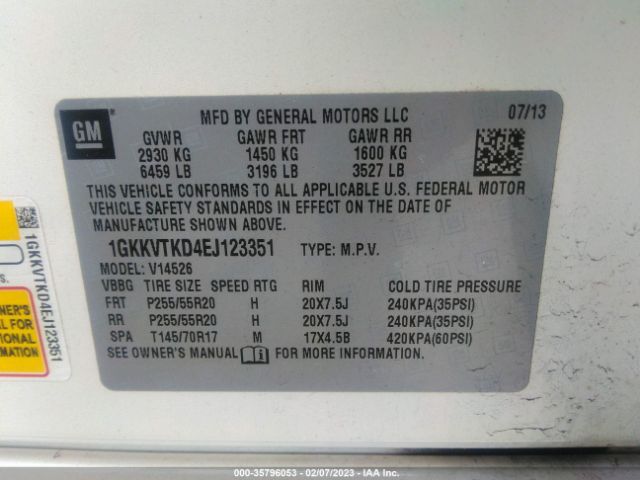 GM
MFD BY GENERAL MOTORS LLC 07/13
GVWR GAWR FRT GAWR RR
2930 KG 1450 KG 1600 KG
6459 LB 3196 LB 3527 LB
THIS VEHICLE CONFORMS TO ALL APPLICABLE U.S. FEDERAL MOTOR
VEHICLE SAFETY STANDARDS IN EFFECT ON THE DATE OF
MANUFACTURE SHOWN ABOVE.
1GKKVTKD4EJ123351 TYPE: M.P.V.
MODEL: V14526
VBBG TIRE SIZE SPEED RTG RIM COLD TIRE PRESSURE
FRT P255/55R20 H 20X7.5J 240KPA(35PSI)
RR P255/55R20 H 20X7.5J 240KPA(35PSI)
SPA T145/70R17 M 17X4.5B 420KPA(60PSI)
SEE OWNER'S MANUAL i FOR MORE INFORMATION.
1GKKVTKD4EJ123351
NER'S
L FOR
IONAL
MATION
000-35796053 — 02/07/2023 — IAA Inc.